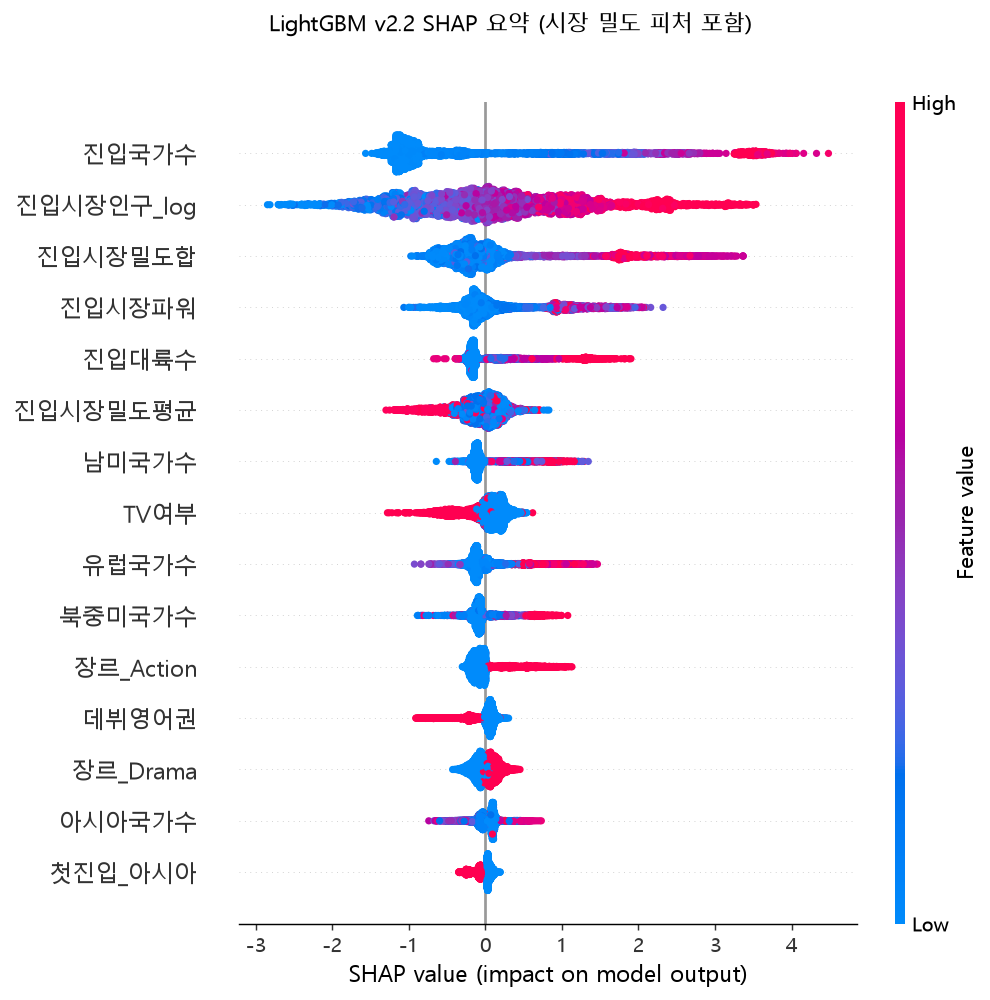 LightGBM v2.2 SHAP 요약 (시장 밀도 피처 포함)
High
진입국가수
진입시장인구_log
진입시장밀도합
진입시장파워
진입대륙수
진입시장밀도평균
남미국가수
TV여부
유럽국가수
북중미국가수
장르_Action
데뷔영어권
장르_Drama
아시아국가수
첫진입_아시아
Feature value
Low
-3 -2 -1 0 1 2 3 4
SHAP value (impact on model output)